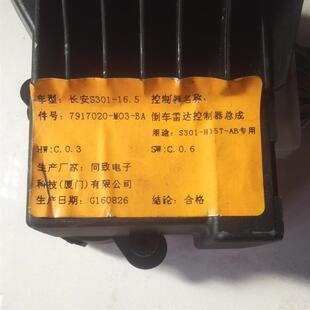 车型：长安S301-16.5 控制器名称：
件号：7917020-M03-BA 倒车雷达控制器总成
用途：S301-H15T-AB专用
HW:C.0.3 SW:C.0.6
生产厂家：同致电子
科技(厦门)有限公司
生产日期：G160826 结论：合格